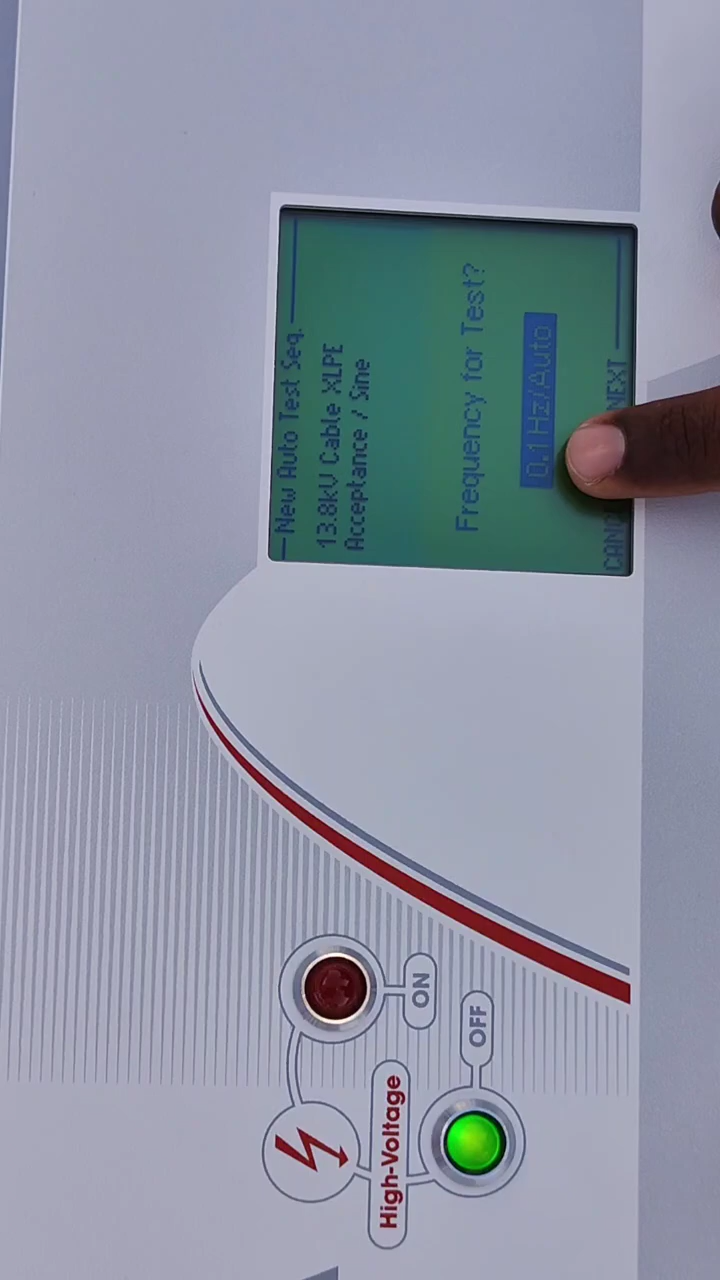 New Auto Test Seq.
13.8kV Cable XLPE
Acceptance / Sine
Frequency for Test?
0.1Hz/Auto
NEXT
ON
OFF
High-Voltage